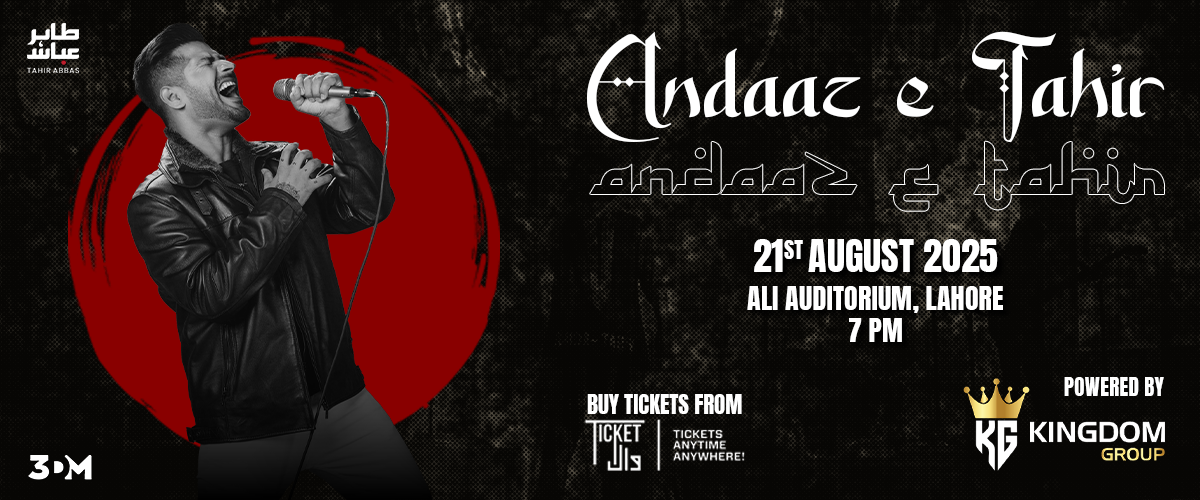 طاہر
عباس
TAHIR ABBAS
Andaaz e Tahir
andaaz e tahir
21ST AUGUST 2025
ALI AUDITORIUM, LAHORE
7 PM
BUY TICKETS FROM
TICKET
والا
TICKETS
ANYTIME
ANYWHERE!
POWERED BY
KG KINGDOM
GROUP
3DM